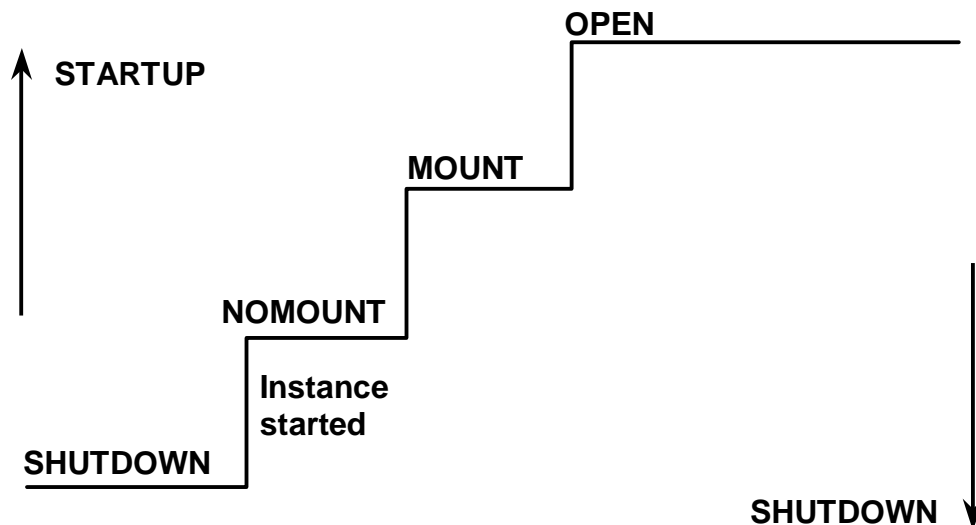 OPEN
STARTUP
MOUNT
NOMOUNT
Instance
started
SHUTDOWN
SHUTDOWN